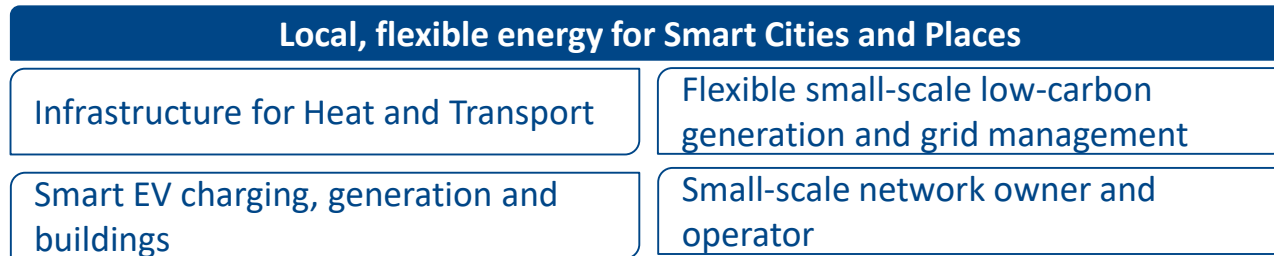 Local, flexible energy for Smart Cities and Places
Infrastructure for Heat and Transport
Flexible small-scale low-carbon
generation and grid management
Smart EV charging, generation and
buildings
Small-scale network owner and
operator